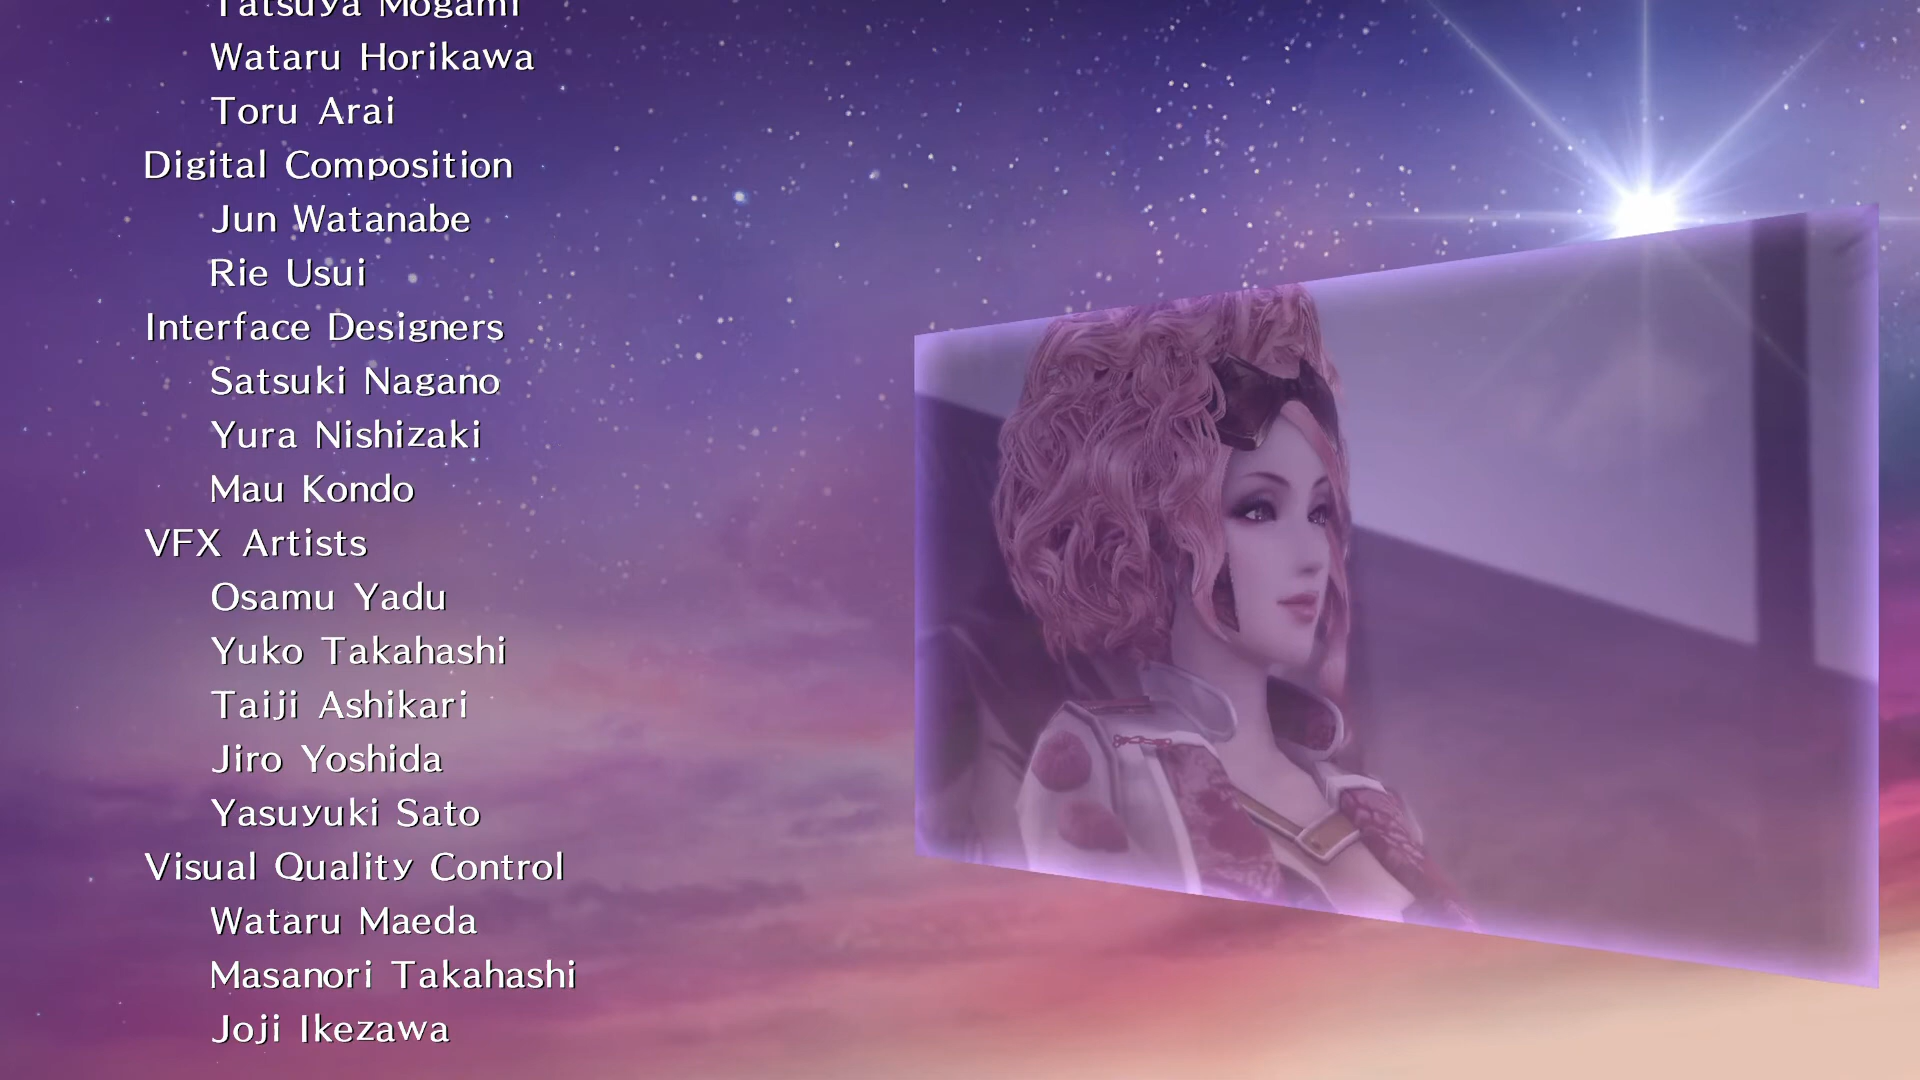 Tatsuya Mogami
Wataru Horikawa
Toru Arai
Digital Composition
Jun Watanabe
Rie Usui
Interface Designers
Satsuki Nagano
Yura Nishizaki
Mau Kondo
VFX Artists
Osamu Yadu
Yuko Takahashi
Taiji Ashikari
Jiro Yoshida
Yasuyuki Sato
Visual Quality Control
Wataru Maeda
Masanori Takahashi
Joji Ikezawa